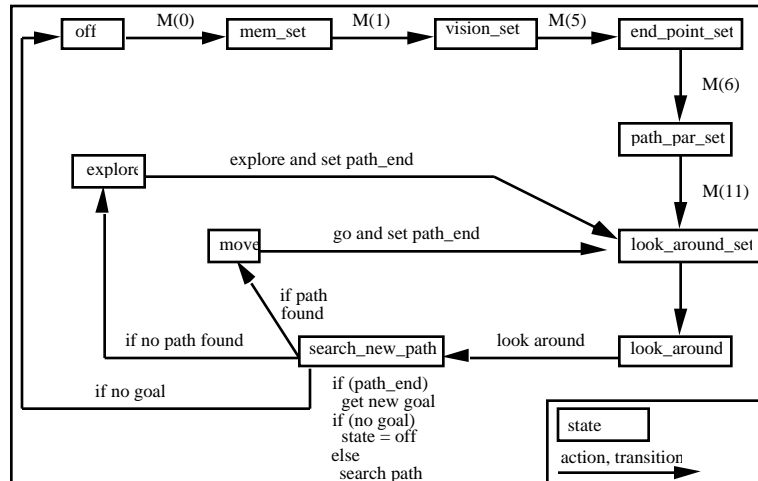 off
M(0)
mem_set
M(1)
vision_set
M(5)
end_point_set
M(6)
path_par_set
M(11)
explore
explore and set path_end
move
go and set path_end
look_around_set
if path
found
if no path found
search_new_path
look around
look_around
if no goal
if (path_end)
get new goal
if (no goal)
state = off
else
search path
state
action, transition